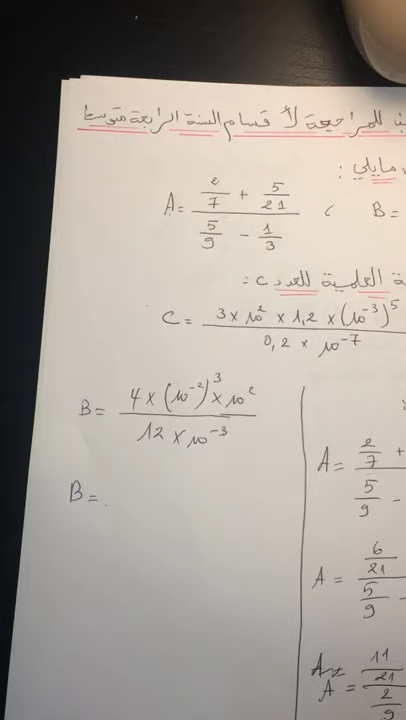 للمراجعة لأقسام السنة الرابعة متوسط
مايلي :
A = (2/7 + 5/21) / (5/9 - 1/3) , B =
العلمية للعدد C :
C = (3 × 10² × 1,2 × (10⁻³)⁵) / (0,2 × 10⁻⁷)
B = (4 × (10⁻²)³ × 10²) / (12 × 10⁻³)
B =
A = (2/7 +) / (5/9 -)
A = (6/21) / (5/9 -)
A = (11/21) / (2/9)